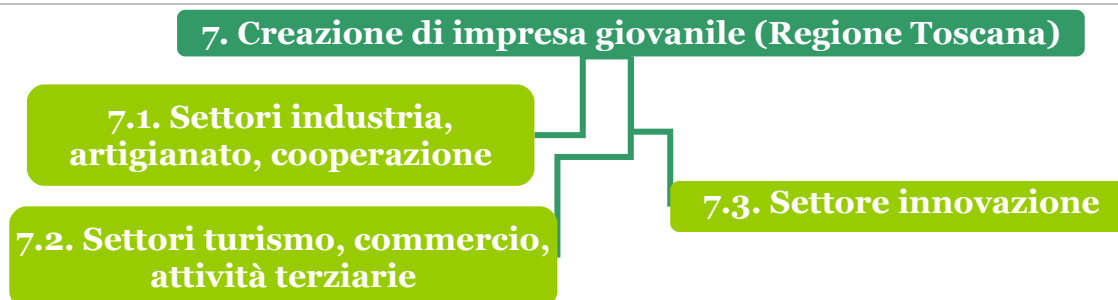 7. Creazione di impresa giovanile (Regione Toscana)
7.1. Settori industria,
artigianato, cooperazione
7.2. Settori turismo, commercio,
attività terziarie
7.3. Settore innovazione